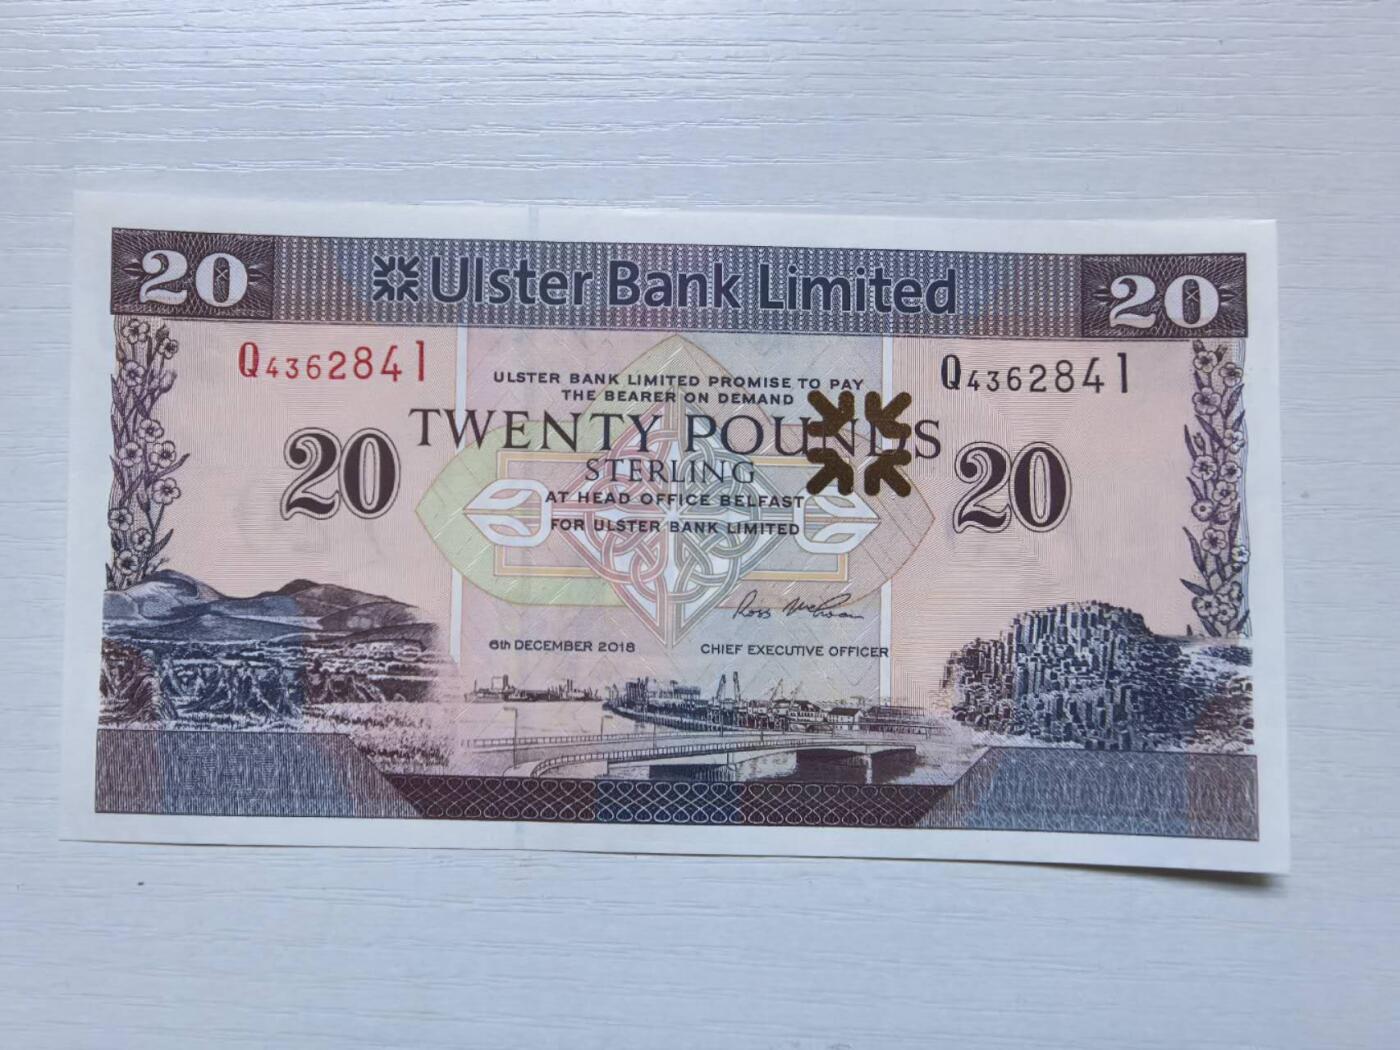 20 Ulster Bank Limited 20
Q4362841 Q4362841
ULSTER BANK LIMITED PROMISE TO PAY
THE BEARER ON DEMAND
TWENTY POUNDS
STERLING
20 20
AT HEAD OFFICE BELFAST
FOR ULSTER BANK LIMITED
6th DECEMBER 2018 CHIEF EXECUTIVE OFFICER